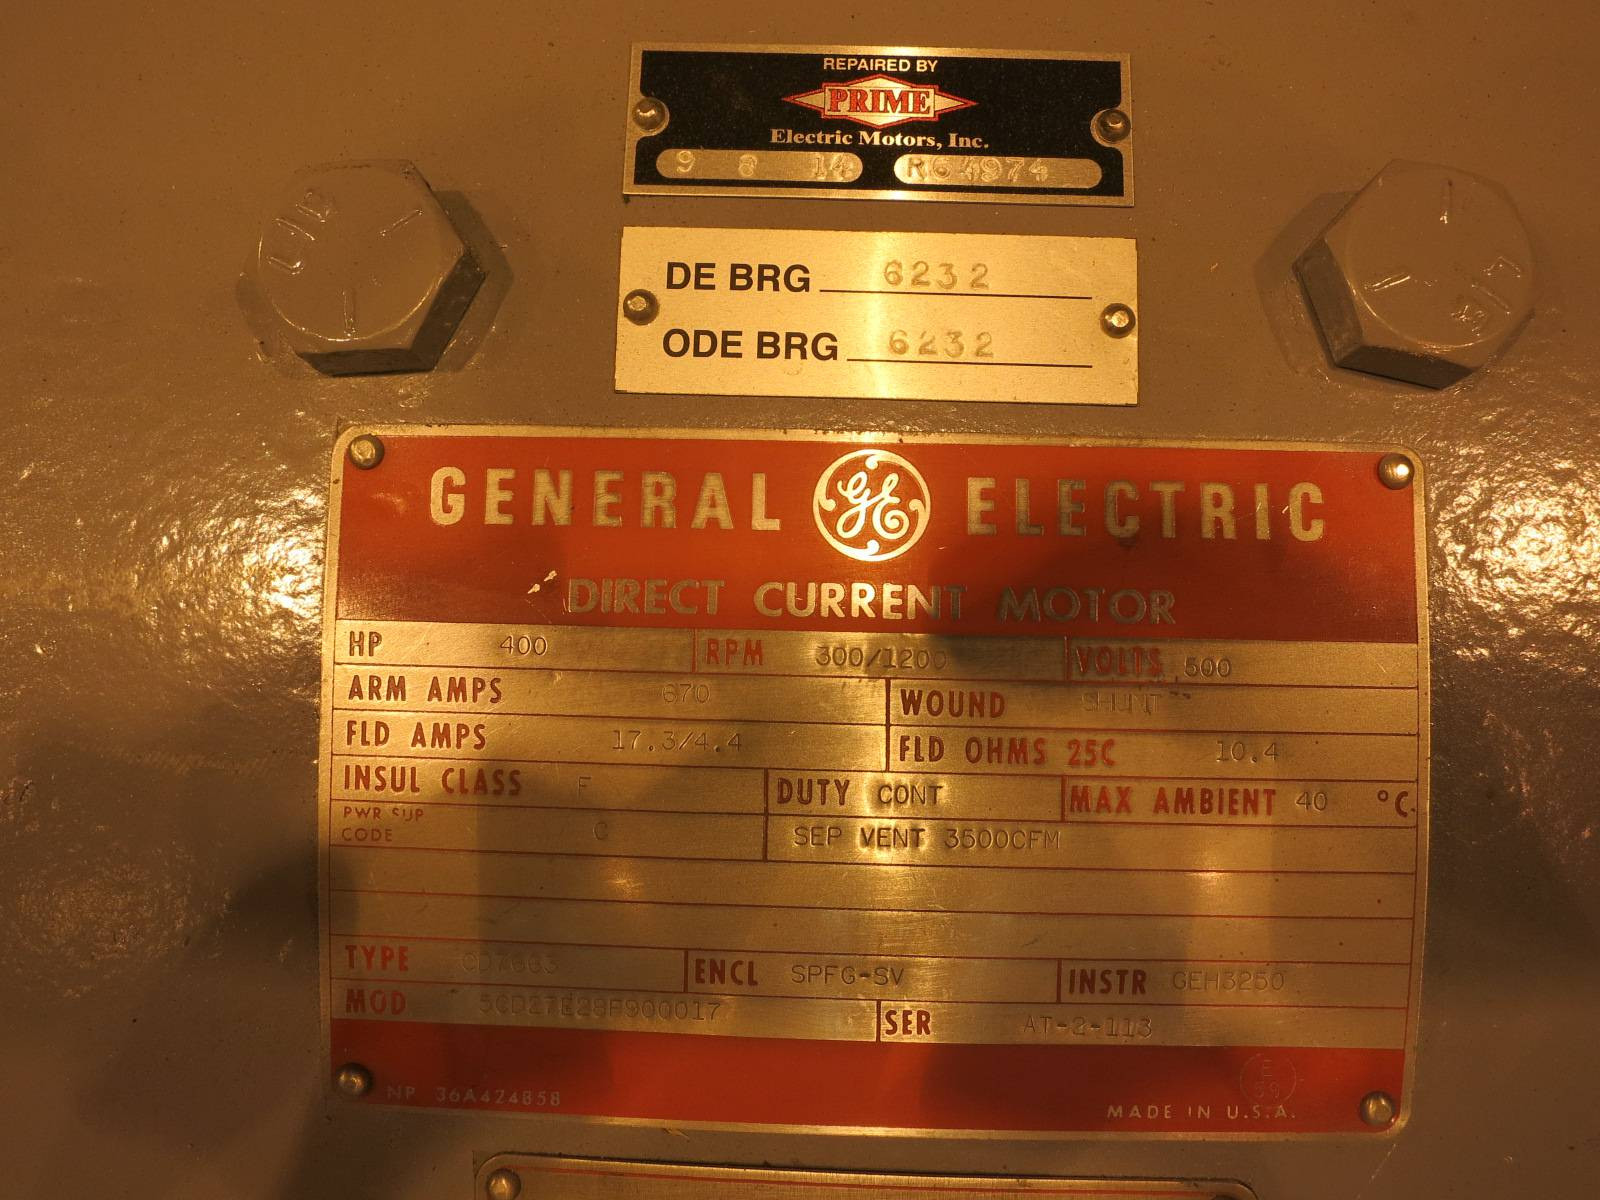 REPAIRED BY
PRIME
Electric Motors, Inc.
9 8 14 R64974
DE BRG 6232
ODE BRG 6232
GENERAL GE ELECTRIC
DIRECT CURRENT MOTOR
HP 400 RPM 300/1200 VOLTS 500
ARM AMPS 670 WOUND SHUNT
FLD AMPS 17.3/4.4 FLD OHMS 25C 10.4
INSUL CLASS F DUTY CONT MAX AMBIENT 40 °C.
PWR SUP
CODE C SEP VENT 3500CFM
TYPE ENCL SPFG-SV INSTR GEH3250
MOD 5CD27E28F900017 SER AT-2-113
NP 36A424858 MADE IN U.S.A.